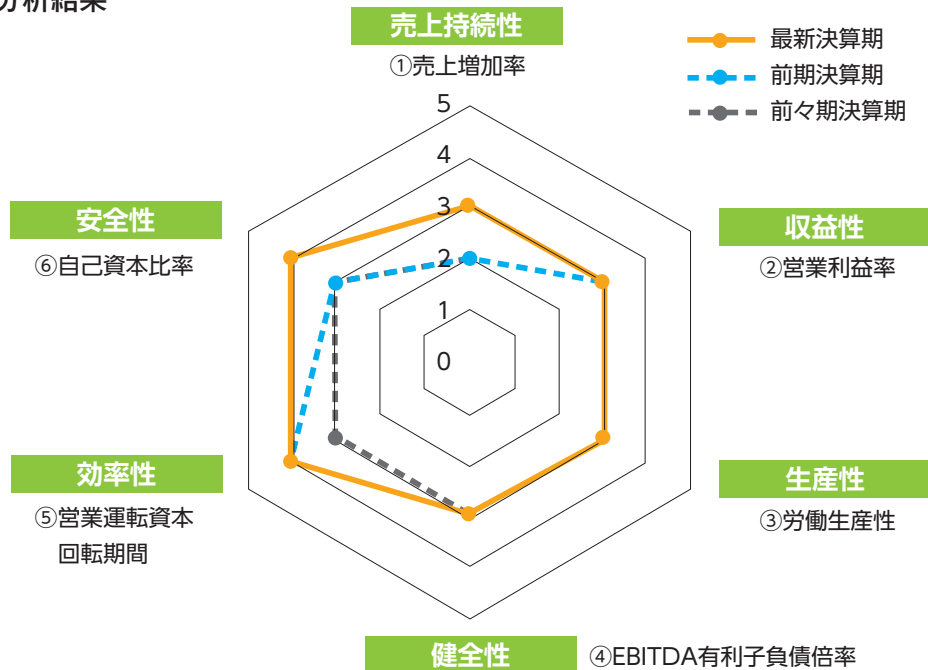 分析結果
売上持続性
①売上増加率
最新決算期
前期決算期
前々期決算期
5
4
3
2
1
0
安全性
⑥自己資本比率
収益性
②営業利益率
効率性
⑤営業運転資本
回転期間
生産性
③労働生産性
健全性
④EBITDA有利子負債倍率